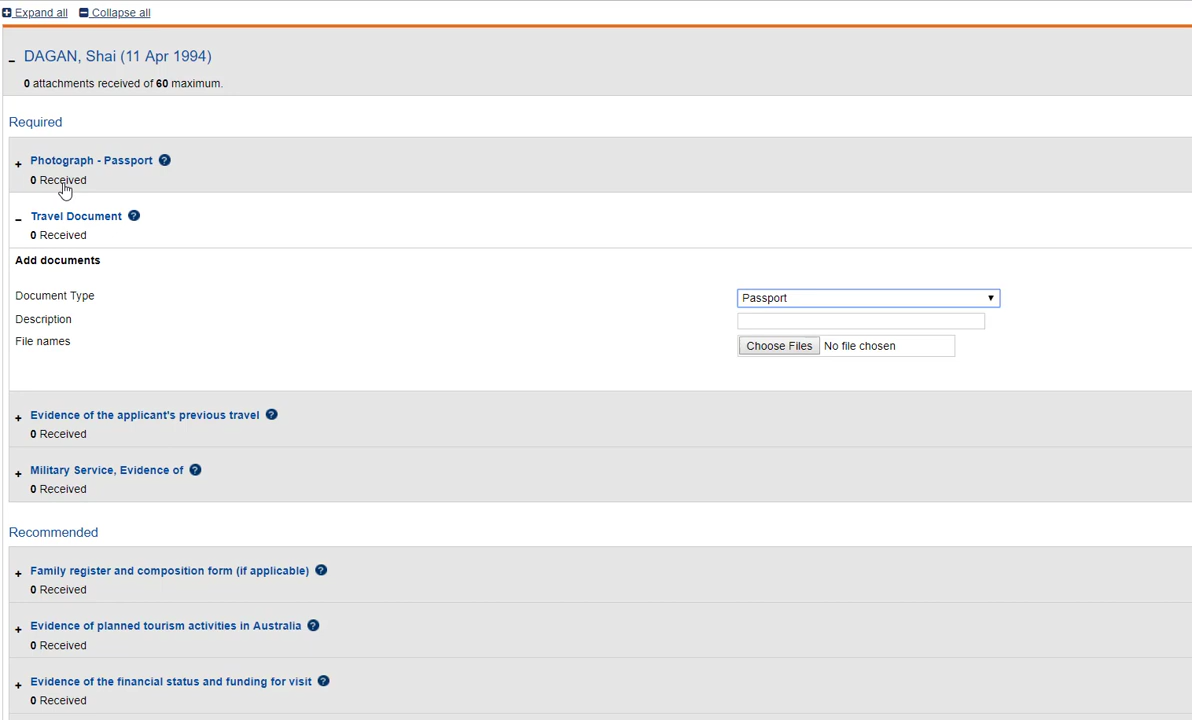 Expand all Collapse all
DAGAN, Shai (11 Apr 1994)
0 attachments received of 60 maximum.
Required
+ Photograph - Passport ?
0 Received
– Travel Document ?
0 Received
Add documents
Document Type Passport
Description
File names Choose Files No file chosen
+ Evidence of the applicant's previous travel ?
0 Received
+ Military Service, Evidence of ?
0 Received
Recommended
+ Family register and composition form (if applicable) ?
0 Received
+ Evidence of planned tourism activities in Australia ?
0 Received
+ Evidence of the financial status and funding for visit ?
0 Received